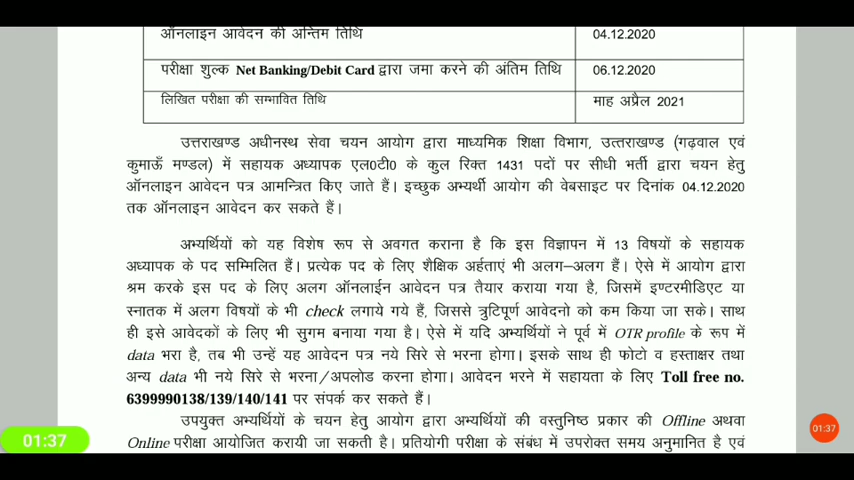 ऑनलाइन आवेदन की अन्तिम तिथि 04.12.2020
परीक्षा शुल्क Net Banking/Debit Card द्वारा जमा करने की अंतिम तिथि 06.12.2020
लिखित परीक्षा की सम्भावित तिथि माह अप्रैल 2021
उत्तराखण्ड अधीनस्थ सेवा चयन आयोग द्वारा माध्यमिक शिक्षा विभाग, उत्तराखण्ड (गढ़वाल एवं
कुमाऊँ मण्डल) में सहायक अध्यापक एल0टी0 के कुल रिक्त 1431 पदों पर सीधी भर्ती द्वारा चयन हेतु
ऑनलाइन आवेदन पत्र आमन्त्रित किए जाते हैं। इच्छुक अभ्यर्थी आयोग की वेबसाइट पर दिनांक 04.12.2020
तक ऑनलाइन आवेदन कर सकते हैं।
अभ्यर्थियों को यह विशेष रूप से अवगत कराना है कि इस विज्ञापन में 13 विषयों के सहायक
अध्यापक के पद सम्मिलित हैं। प्रत्येक पद के लिए शैक्षिक अर्हताएं भी अलग–अलग हैं। ऐसे में आयोग द्वारा
श्रम करके इस पद के लिए अलग ऑनलाईन आवेदन पत्र तैयार कराया गया है, जिसमें इण्टरमीडिएट या
स्नातक में अलग विषयों के भी check लगाये गये हैं, जिससे त्रुटिपूर्ण आवेदनो को कम किया जा सके। साथ
ही इसे आवेदकों के लिए भी सुगम बनाया गया है। ऐसे में यदि अभ्यर्थियों ने पूर्व में OTR profile के रूप में
data भरा है, तब भी उन्हें यह आवेदन पत्र नये सिरे से भरना होगा। इसके साथ ही फोटो व हस्ताक्षर तथा
अन्य data भी नये सिरे से भरना/अपलोड करना होगा। आवेदन भरने में सहायता के लिए Toll free no.
6399990138/139/140/141 पर संपर्क कर सकते हैं।
उपयुक्त अभ्यर्थियों के चयन हेतु आयोग द्वारा अभ्यर्थियों की वस्तुनिष्ठ प्रकार की Offline अथवा
Online परीक्षा आयोजित करायी जा सकती है। प्रतियोगी परीक्षा के संबंध में उपरोक्त समय अनुमानित है एवं
01:37
01:37